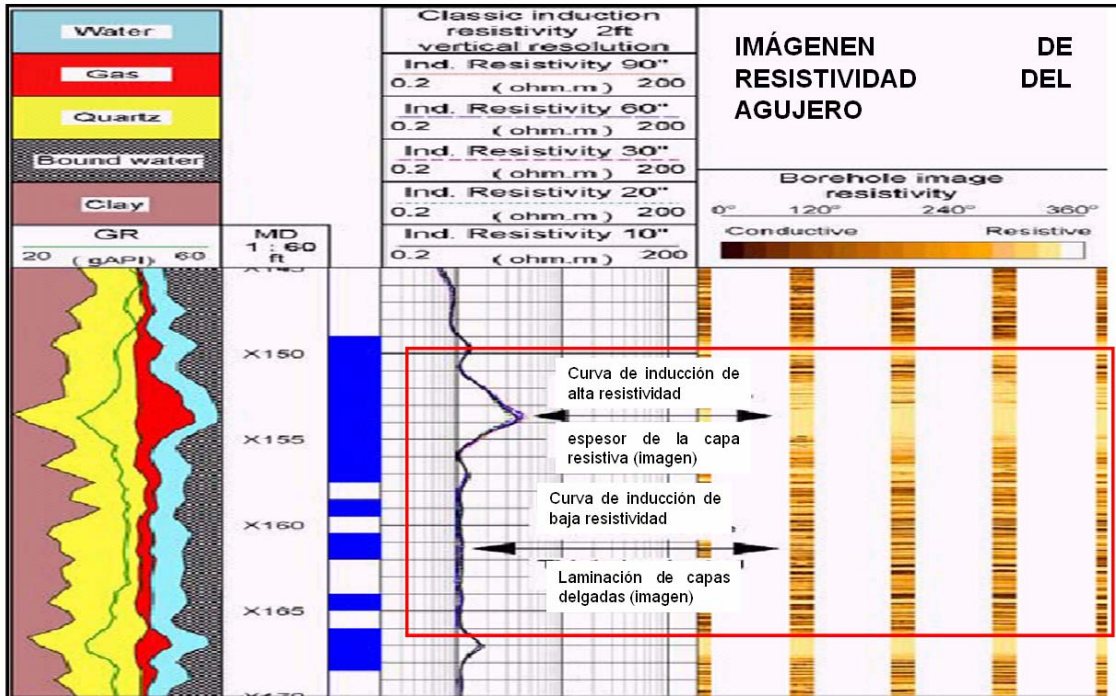 Water
Gas
Quartz
Bound water
Clay
GR
20 (gAPI) 60
MD
1 : 60
ft
Classic induction
resistivity 2ft
vertical resolution
Ind. Resistivity 90"
0.2 (ohm.m) 200
Ind. Resistivity 60"
0.2 (ohm.m) 200
Ind. Resistivity 30"
0.2 (ohm.m) 200
Ind. Resistivity 20"
0.2 (ohm.m) 200
Ind. Resistivity 10"
0.2 (ohm.m) 200
IMÁGENEN DE
RESISTIVIDAD DEL
AGUJERO
Borehole image
resistivity
0° 120° 240° 360°
Conductive Resistive
X145
X150
X155
X160
X165
X170
Curva de inducción de
alta resistividad
espesor de la capa
resistiva (imagen)
Curva de inducción de
baja resistividad
Laminación de capas
delgadas (imagen)